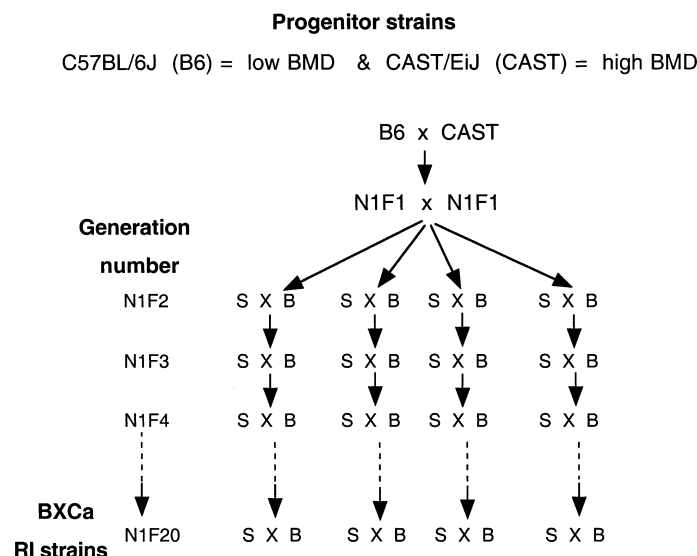 Progenitor strains
C57BL/6J (B6) = low BMD & CAST/EiJ (CAST) = high BMD
B6 x CAST
N1F1 x N1F1
Generation
number
N1F2 S X B S X B S X B S X B
N1F3 S X B S X B S X B S X B
N1F4 S X B S X B S X B S X B
BXCa
N1F20 S X B S X B S X B S X B
RI strains